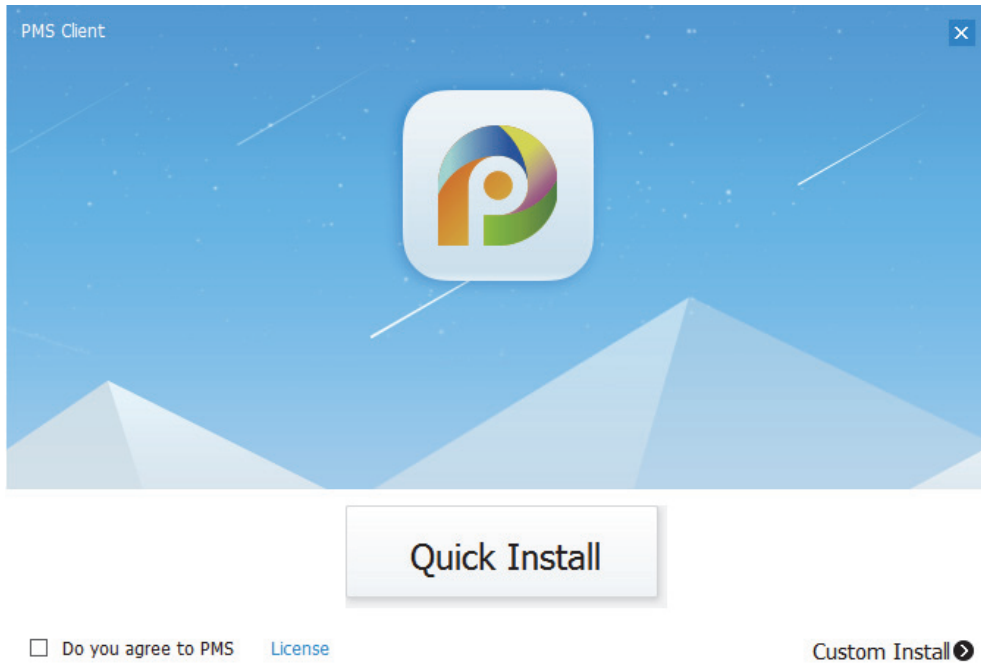 PMS Client
Quick Install
Do you agree to PMS License
Custom Install